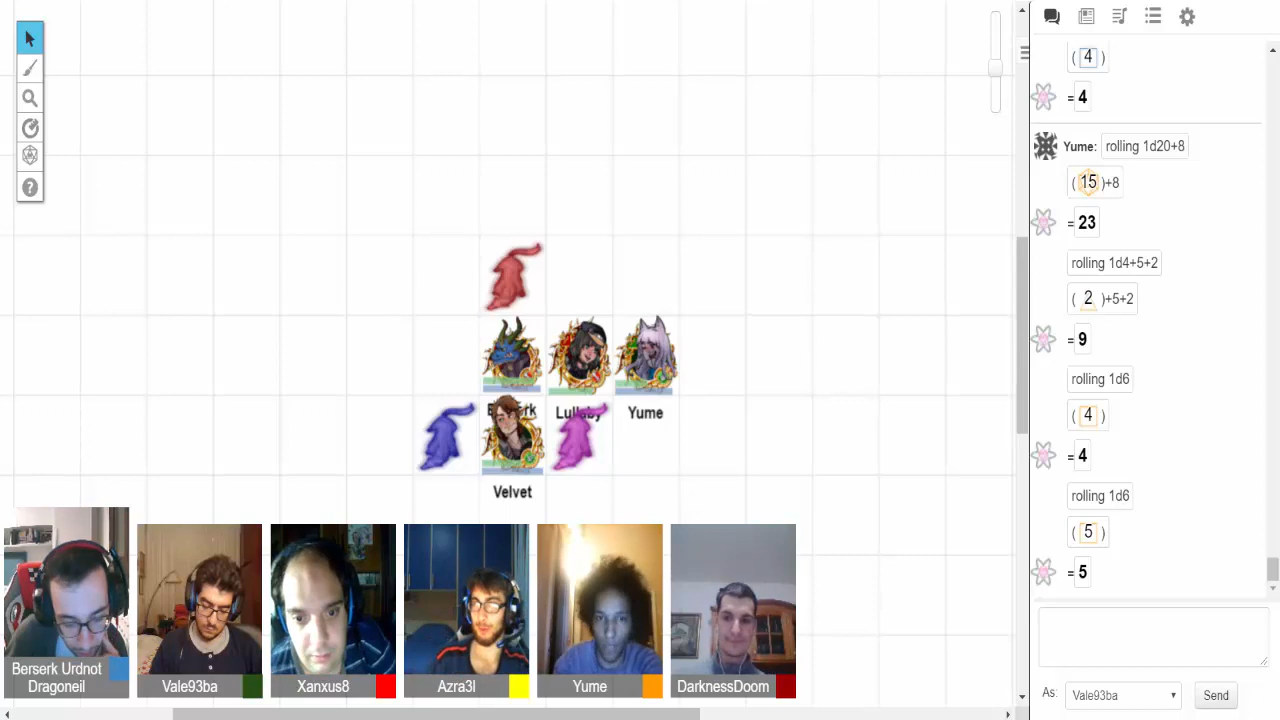 ( 4 )
= 4
Yume: rolling 1d20+8
( 15 )+8
= 23
rolling 1d4+5+2
( 2 )+5+2
= 9
rolling 1d6
( 4 )
= 4
rolling 1d6
( 5 )
= 5
Berserk Lullaby Yume
Velvet
Berserk Urdnot
Dragoneil
Vale93ba
Xanxus8
Azra3l
Yume
DarknessDoom
As: Vale93ba Send
?